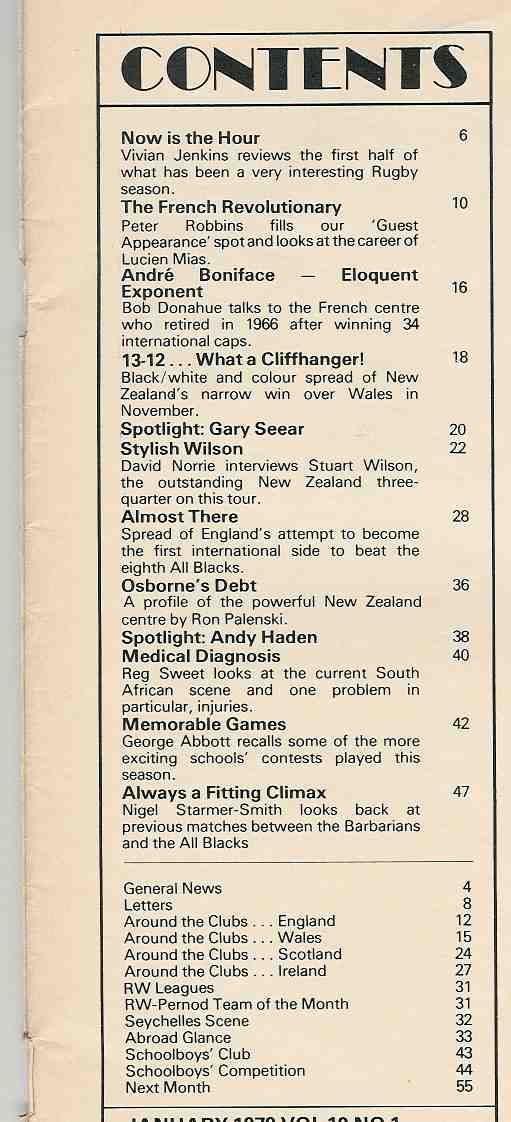 CONTENTS
Now is the Hour 6
Vivian Jenkins reviews the first half of
what has been a very interesting Rugby
season.
The French Revolutionary 10
Peter Robbins fills our 'Guest
Appearance' spot and looks at the career of
Lucien Mias.
André Boniface — Eloquent
Exponent 16
Bob Donahue talks to the French centre
who retired in 1966 after winning 34
international caps.
13-12 . . . What a Cliffhanger! 18
Black/white and colour spread of New
Zealand's narrow win over Wales in
November.
Spotlight: Gary Seear 20
Stylish Wilson 22
David Norrie interviews Stuart Wilson,
the outstanding New Zealand three-
quarter on this tour.
Almost There 28
Spread of England's attempt to become
the first international side to beat the
eighth All Blacks.
Osborne's Debt 36
A profile of the powerful New Zealand
centre by Ron Palenski.
Spotlight: Andy Haden 38
Medical Diagnosis 40
Reg Sweet looks at the current South
African scene and one problem in
particular, injuries.
Memorable Games 42
George Abbott recalls some of the more
exciting schools' contests played this
season.
Always a Fitting Climax 47
Nigel Starmer-Smith looks back at
previous matches between the Barbarians
and the All Blacks
General News 4
Letters 8
Around the Clubs . . . England 12
Around the Clubs . . . Wales 15
Around the Clubs . . . Scotland 24
Around the Clubs . . . Ireland 27
RW Leagues 31
RW-Pernod Team of the Month 31
Seychelles Scene 32
Abroad Glance 33
Schoolboys' Club 43
Schoolboys' Competition 44
Next Month 55
JANUARY 1979 VOL 19 NO 1